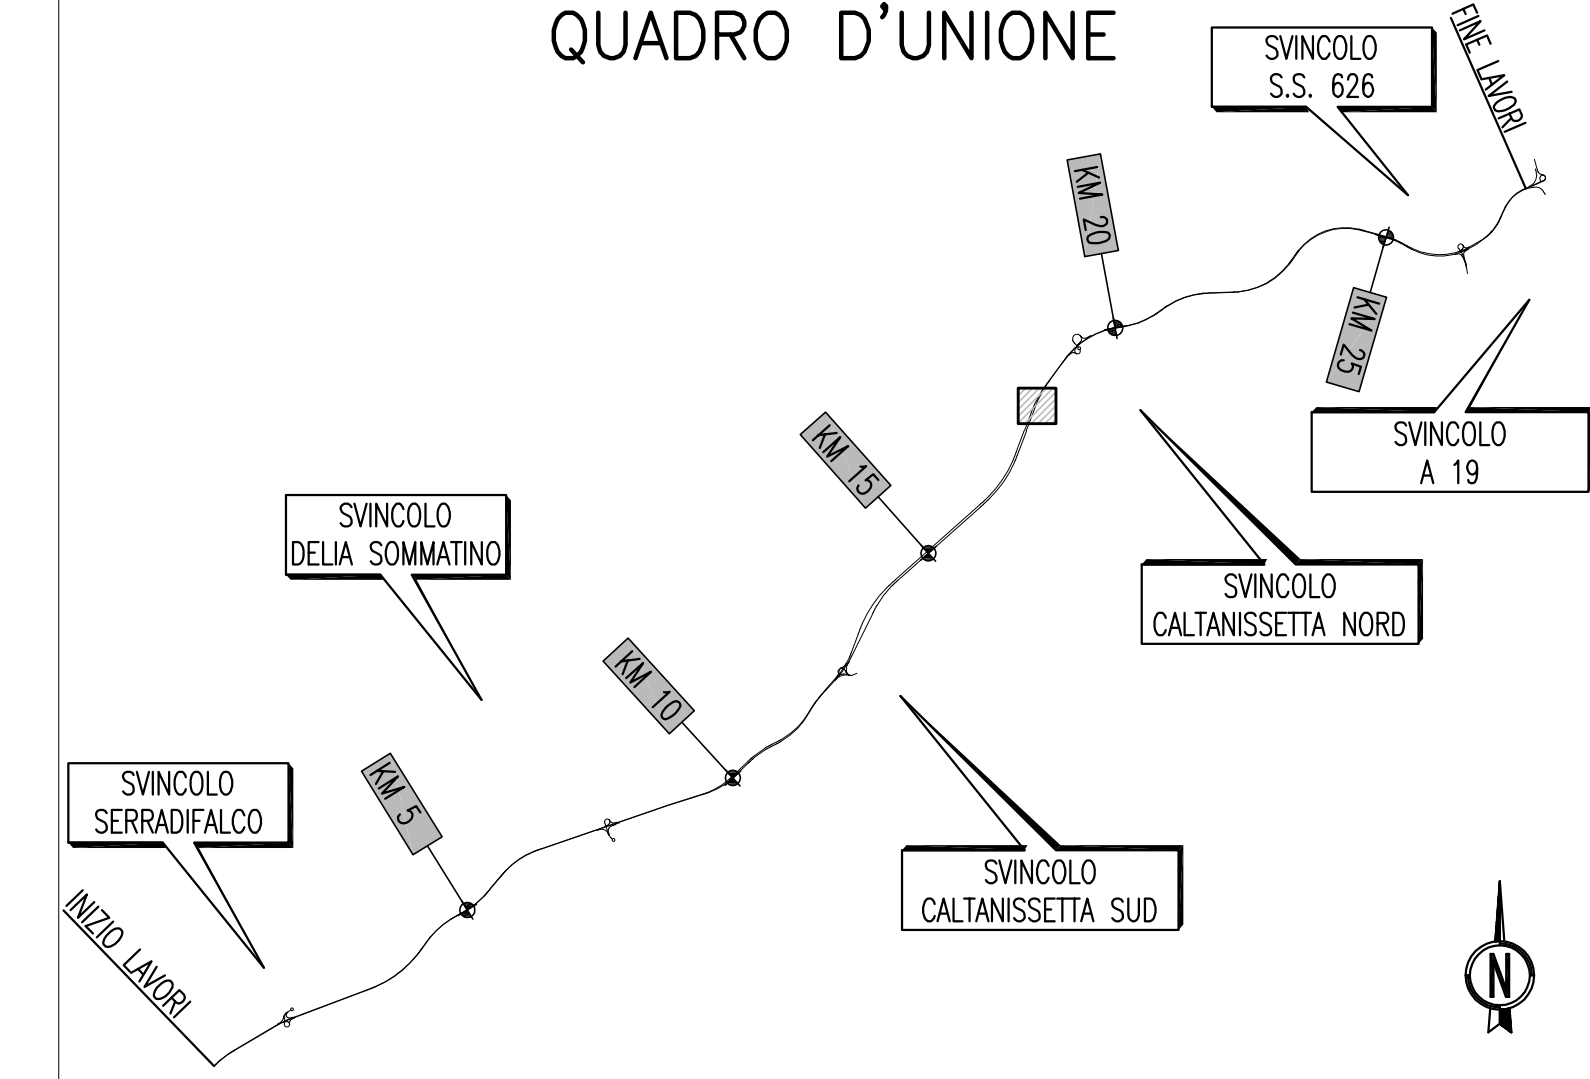 QUADRO D'UNIONE
SVINCOLO
S.S. 626
FINE LAVORI
KM 20
KM 25
SVINCOLO
A 19
KM 15
SVINCOLO
DELIA SOMMATINO
SVINCOLO
CALTANISSETTA NORD
KM 10
KM 5
SVINCOLO
SERRADIFALCO
SVINCOLO
CALTANISSETTA SUD
INIZIO LAVORI
N